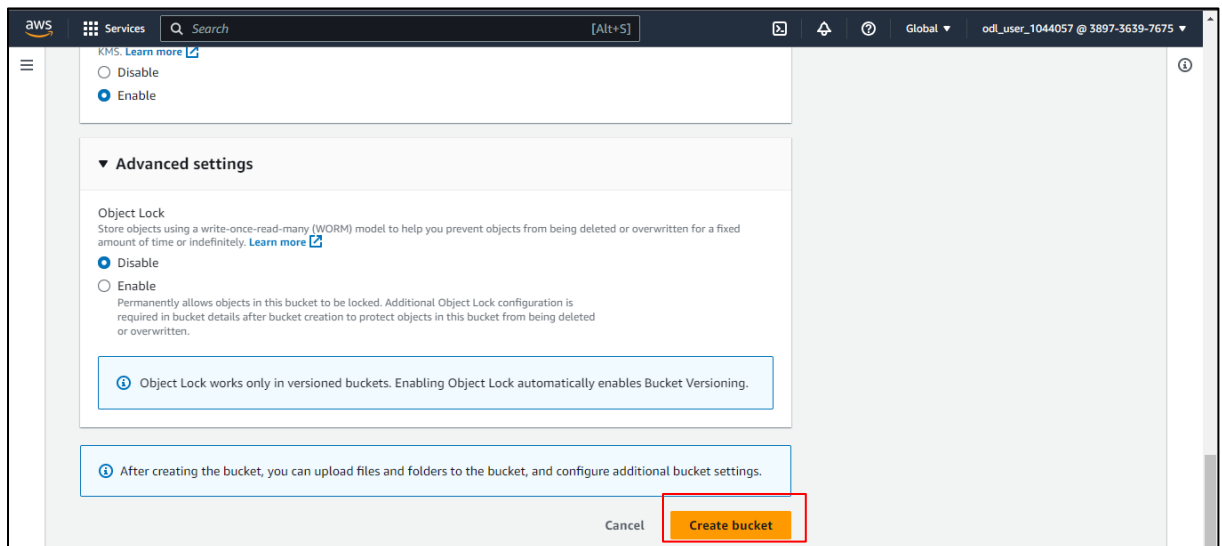 aws Services Search [Alt+S] Global ▼ odl_user_1044057 @ 3897-3639-7675 ▼
KMS. Learn more
Disable
Enable
▼ Advanced settings
Object Lock
Store objects using a write-once-read-many (WORM) model to help you prevent objects from being deleted or overwritten for a fixed
amount of time or indefinitely. Learn more
Disable
Enable
Permanently allows objects in this bucket to be locked. Additional Object Lock configuration is
required in bucket details after bucket creation to protect objects in this bucket from being deleted
or overwritten.
Object Lock works only in versioned buckets. Enabling Object Lock automatically enables Bucket Versioning.
After creating the bucket, you can upload files and folders to the bucket, and configure additional bucket settings.
Cancel Create bucket